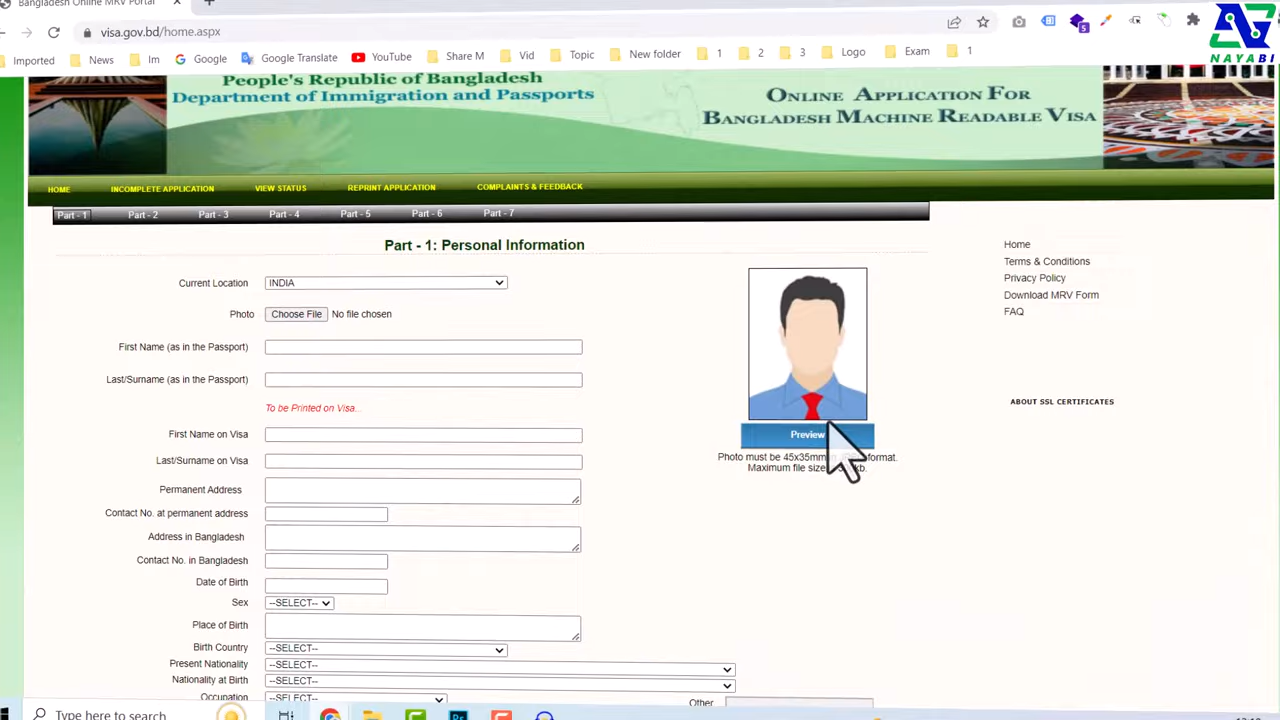 Bangladesh Online MRV Portal
visa.gov.bd/home.aspx
5
NAYABI
Imported
News
Im
Google
Google Translate
YouTube
Share M
Vid
Topic
New folder
1
2
3
Logo
Exam
1
People's Republic of Bangladesh
Department of Immigration and Passports
ONLINE APPLICATION FOR
BANGLADESH MACHINE READABLE VISA
HOME
INCOMPLETE APPLICATION
VIEW STATUS
REPRINT APPLICATION
COMPLAINTS & FEEDBACK
Part - 1
Part - 2
Part - 3
Part - 4
Part - 5
Part - 6
Part - 7
Part - 1: Personal Information
Home
Terms & Conditions
Privacy Policy
Download MRV Form
FAQ
ABOUT SSL CERTIFICATES
Current Location
INDIA
Photo
Choose File No file chosen
First Name (as in the Passport)
Last/Surname (as in the Passport)
To be Printed on Visa...
Preview
Photo must be 45x35mm format.
Maximum file size kb.
First Name on Visa
Last/Surname on Visa
Permanent Address
Contact No. at permanent address
Address in Bangladesh
Contact No. in Bangladesh
Date of Birth
Sex
--SELECT--
Place of Birth
Birth Country
--SELECT--
Present Nationality
--SELECT--
Nationality at Birth
--SELECT--
Occupation
--SELECT--
Other
Type here to search